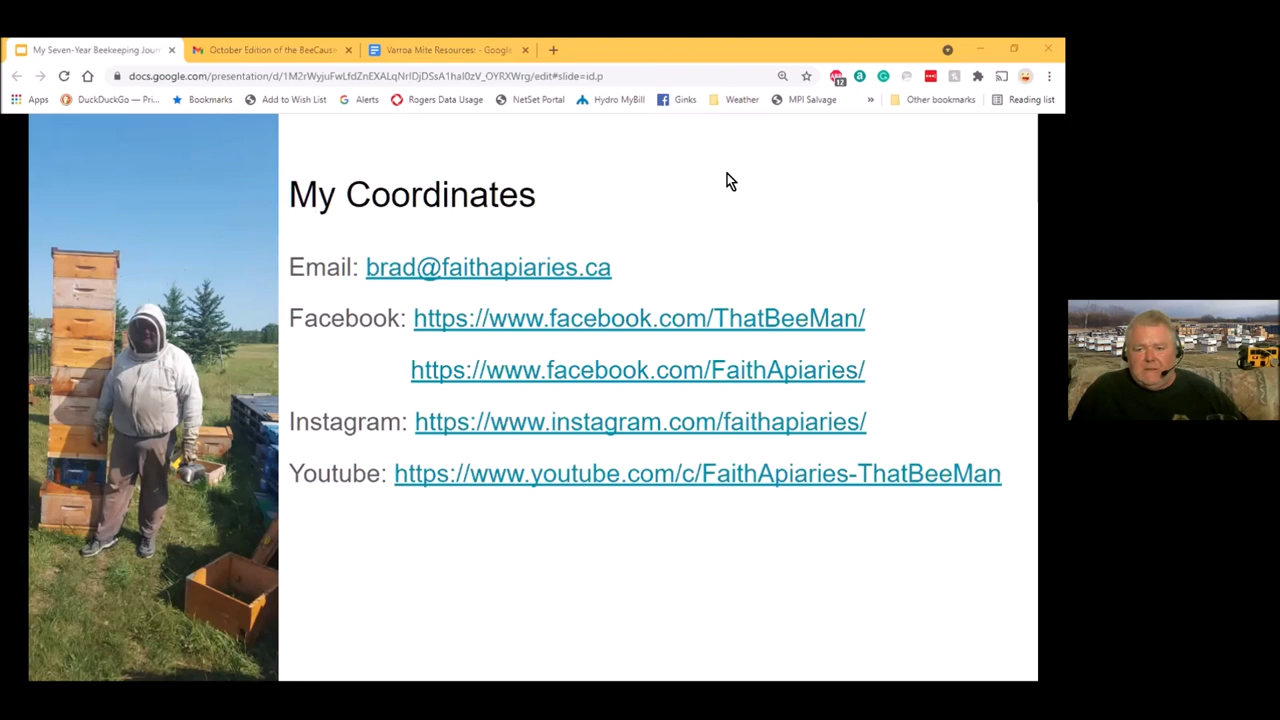 My Seven-Year Beekeeping Jour
October Edition of the BeeCause
Varroa Mite Resources: - Google
docs.google.com/presentation/d/1M2rWyjuFwLfdZnEXALqNrIDjDSsA1hal0zV_OYRXWrg/edit#slide=id.p
12
Apps
DuckDuckGo — Pri...
Bookmarks
Add to Wish List
Alerts
Rogers Data Usage
NetSet Portal
Hydro MyBill
Ginks
Weather
MPI Salvage
»
Other bookmarks
Reading list
My Coordinates
Email: brad@faithapiaries.ca
Facebook: https://www.facebook.com/ThatBeeMan/
https://www.facebook.com/FaithApiaries/
Instagram: https://www.instagram.com/faithapiaries/
Youtube: https://www.youtube.com/c/FaithApiaries-ThatBeeMan